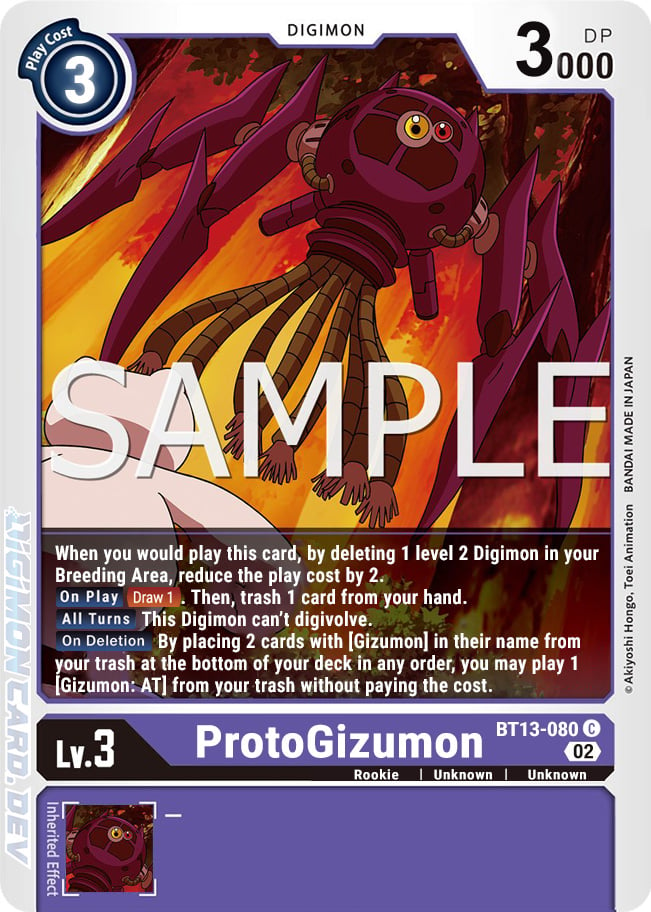 Play Cost
3
DIGIMON
3000
DP
SAMPLE
When you would play this card, by deleting 1 level 2 Digimon in your
Breeding Area, reduce the play cost by 2.
On Play Draw 1. Then, trash 1 card from your hand.
All Turns This Digimon can't digivolve.
On Deletion By placing 2 cards with [Gizumon] in their name from
your trash at the bottom of your deck in any order, you may play 1
[Gizumon: AT] from your trash without paying the cost.
©Akiyoshi Hongo, Toei Animation BANDAI MADE IN JAPAN
DIGIMONCARD.DEV
Lv.3
ProtoGizumon
BT13-080 C
02
Rookie | Unknown | Unknown
Inherited Effect
—